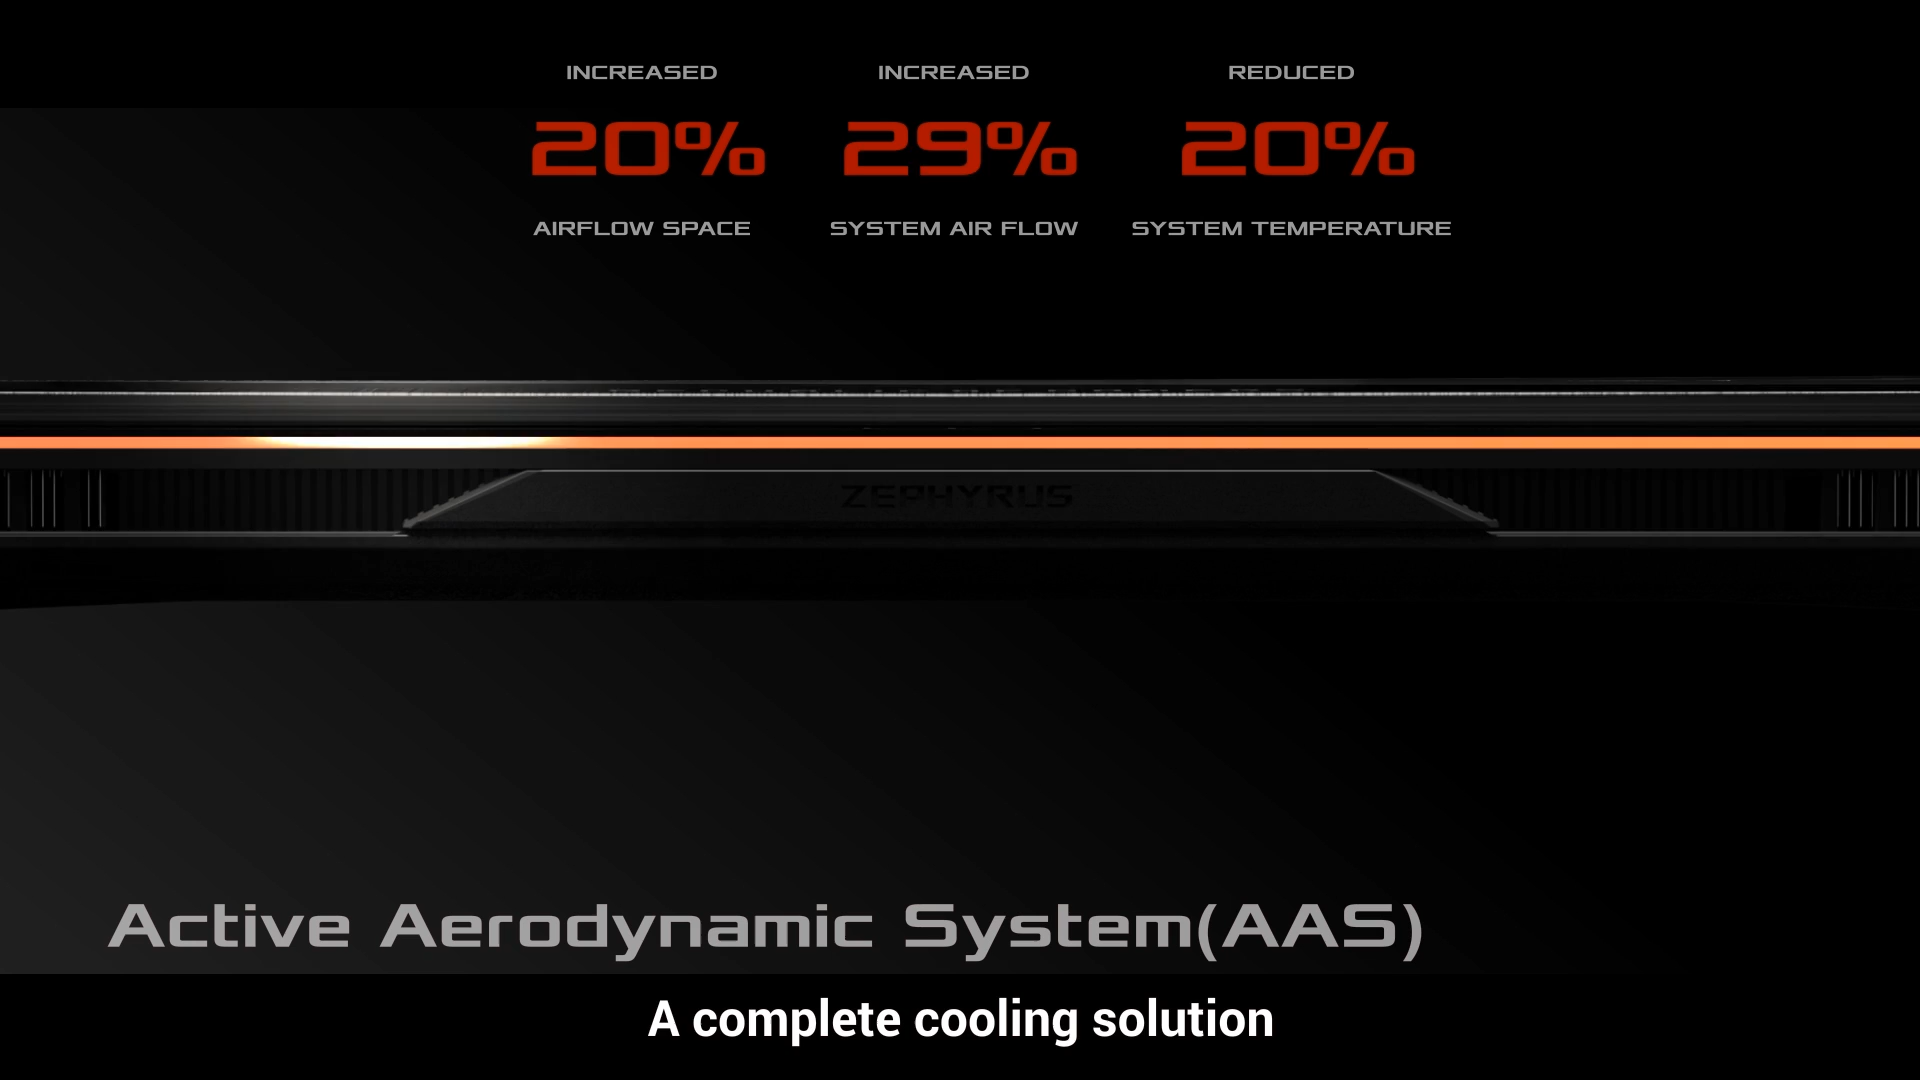 INCREASED INCREASED REDUCED
20% 29% 20%
AIRFLOW SPACE SYSTEM AIR FLOW SYSTEM TEMPERATURE
ZEPHYRUS
Active Aerodynamic System(AAS)
A complete cooling solution